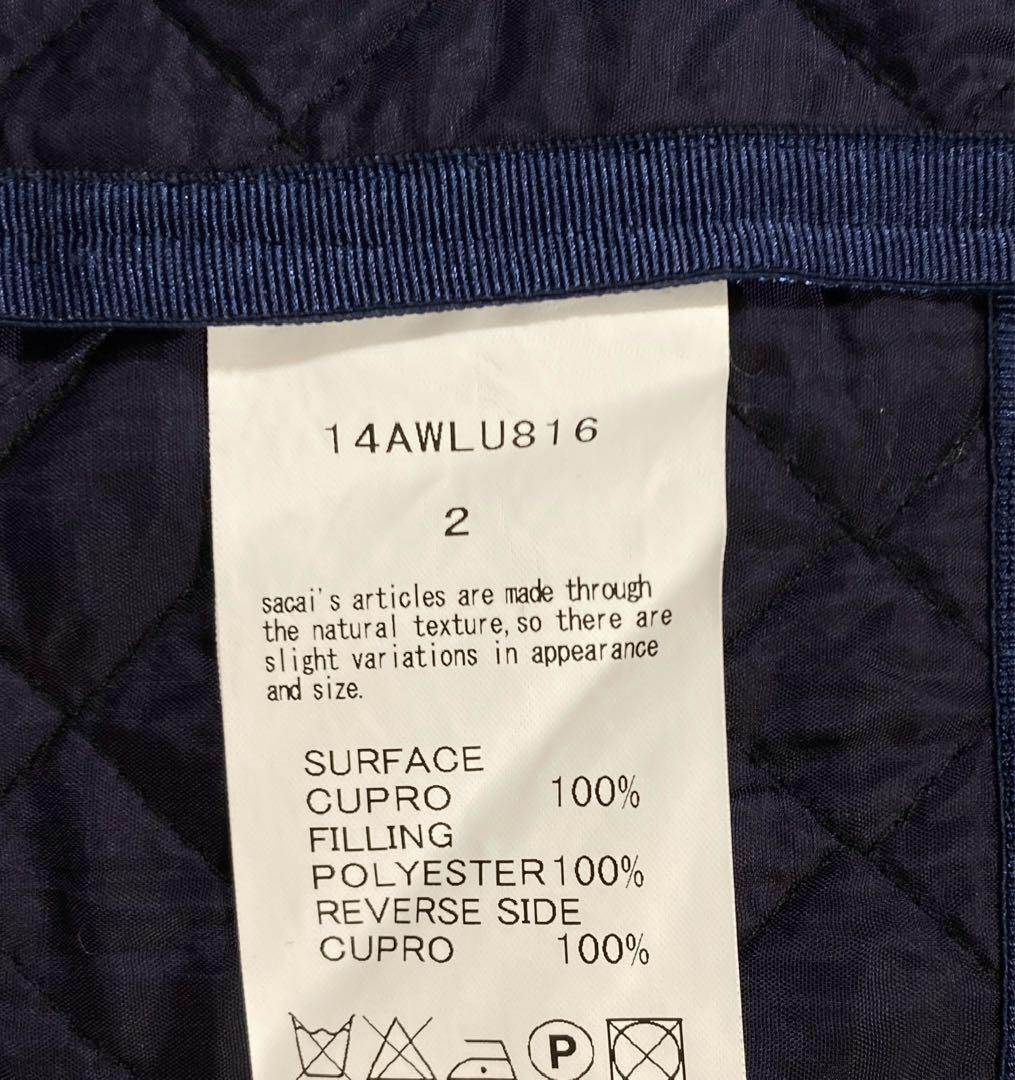 14AWLU816
2
sacai's articles are made through
the natural texture,so there are
slight variations in appearance
and size.
SURFACE
CUPRO 100%
FILLING
POLYESTER100%
REVERSE SIDE
CUPRO 100%
P